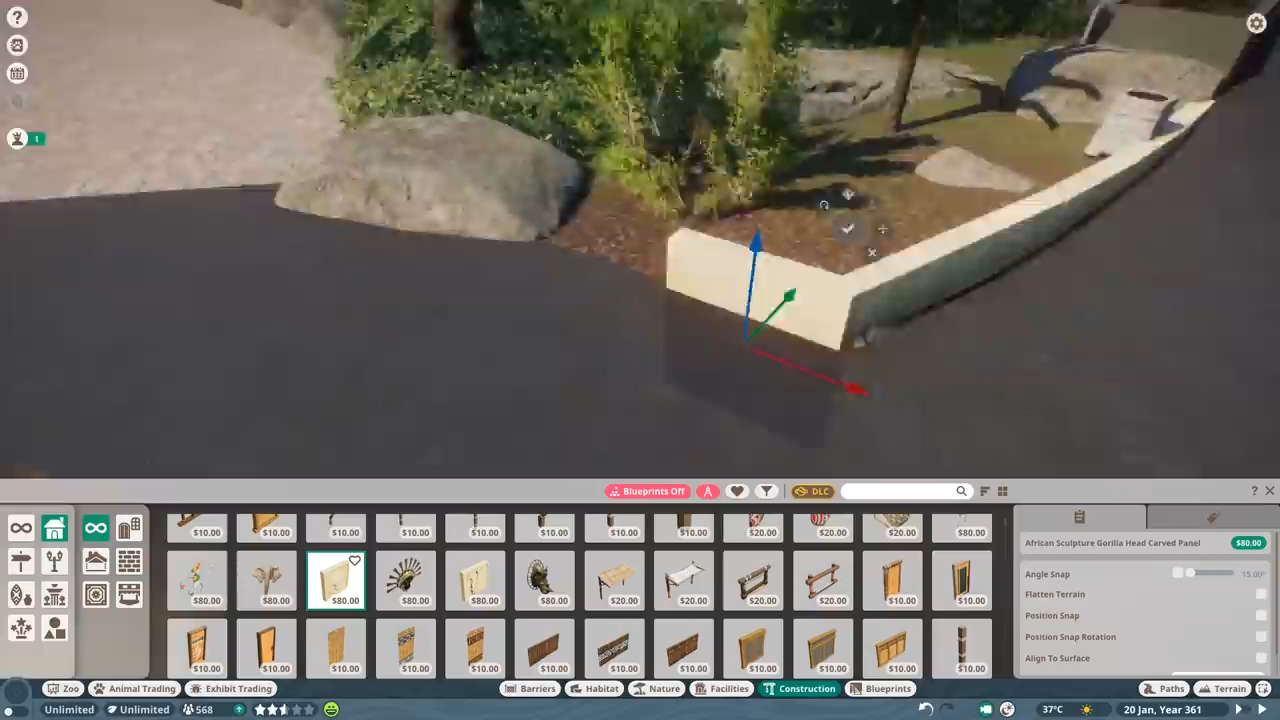 ?
1
Blueprints Off
DLC
? ×
$10.00 $10.00 $10.00 $10.00 $10.00 $10.00 $10.00 $10.00 $20.00 $20.00 $20.00 $80.00
African Sculpture Gorilla Head Carved Panel $80.00
Angle Snap 15.00°
$80.00 $80.00 $80.00 $80.00 $80.00 $80.00 $20.00 $20.00 $20.00 $20.00 $10.00 $10.00
Flatten Terrain
Position Snap
Position Snap Rotation
Align To Surface
$10.00 $10.00 $10.00 $10.00 $10.00 $10.00 $10.00 $10.00 $10.00 $10.00 $10.00 $10.00
Zoo Animal Trading Exhibit Trading Barriers Habitat Nature Facilities Construction Blueprints Paths Terrain
Unlimited Unlimited 568 37°C 20 Jan, Year 361